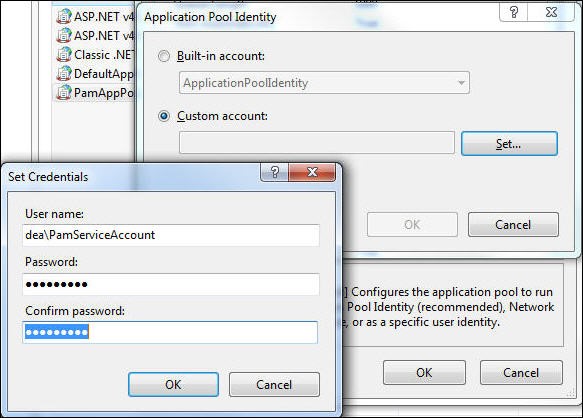 ASP.NET v4
ASP.NET v4
Classic .NET
DefaultApp
PamAppPo
Application Pool Identity
Built-in account:
ApplicationPoolIdentity
Custom account:
Set...
OK
Cancel
Set Credentials
User name:
dea\PamServiceAccount
Password:
Confirm password:
OK
Cancel
] Configures the application pool to run
Pool Identity (recommended), Network
e, or as a specific user identity.
OK
Cancel